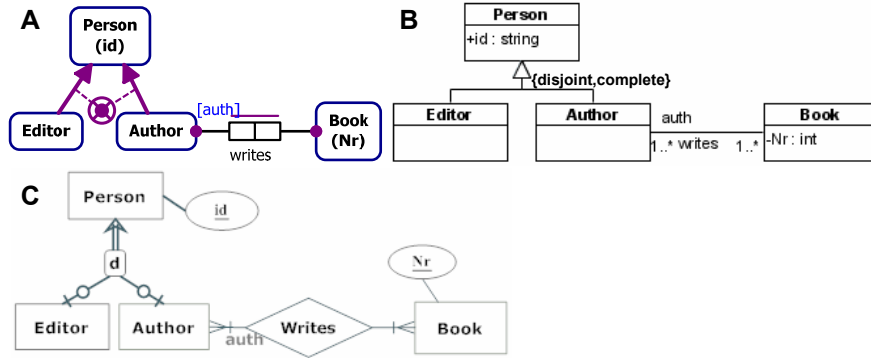 A
Person
(id)
Editor
Author
[auth]
writes
Book
(Nr)
B
Person
+id : string
{disjoint,complete}
Editor
Author
auth
1..* writes 1..*
Book
-Nr : int
C
Person
id
d
Nr
Editor
Author
auth
Writes
Book